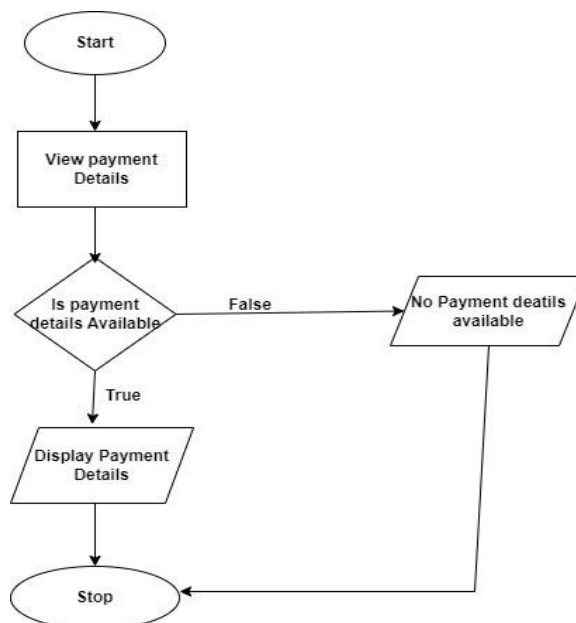 Start
View payment
Details
Is payment
details Available
False
No Payment deatils
available
True
Display Payment
Details
Stop